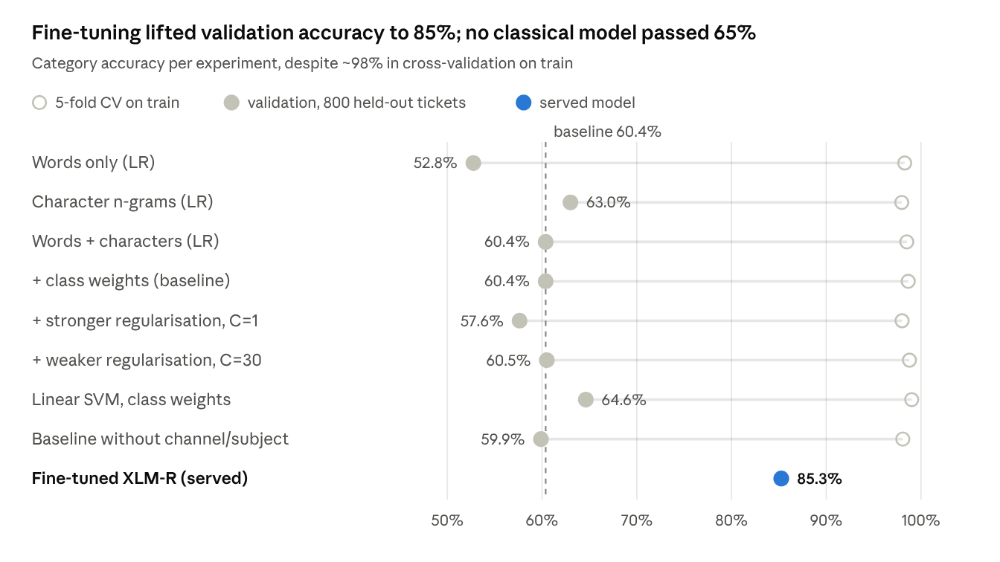 Fine-tuning lifted validation accuracy to 85%; no classical model passed 65%
Category accuracy per experiment, despite ~98% in cross-validation on train
5-fold CV on train
validation, 800 held-out tickets
served model
baseline 60.4%
Words only (LR)
52.8%
Character n-grams (LR)
63.0%
Words + characters (LR)
60.4%
+ class weights (baseline)
60.4%
+ stronger regularisation, C=1
57.6%
+ weaker regularisation, C=30
60.5%
Linear SVM, class weights
64.6%
Baseline without channel/subject
59.9%
Fine-tuned XLM-R (served)
85.3%
50%
60%
70%
80%
90%
100%